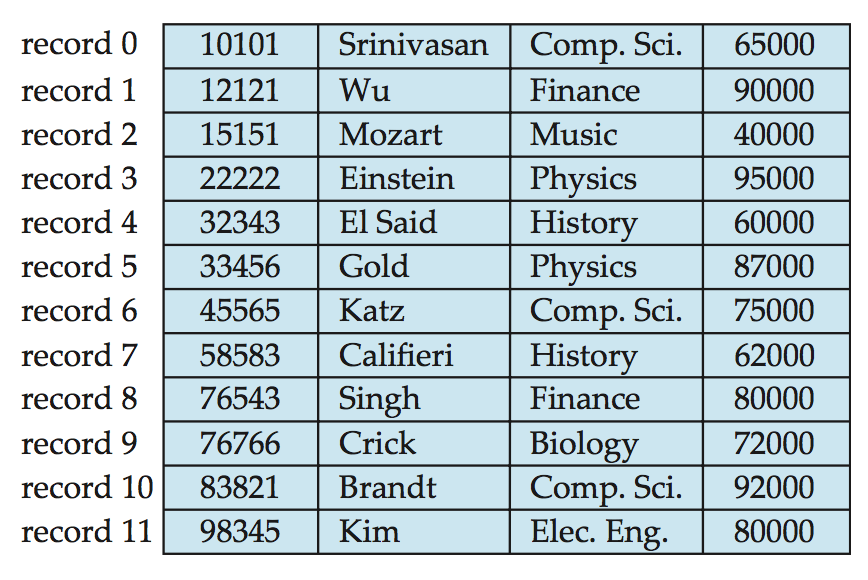 record 0 10101 Srinivasan Comp. Sci. 65000
record 1 12121 Wu Finance 90000
record 2 15151 Mozart Music 40000
record 3 22222 Einstein Physics 95000
record 4 32343 El Said History 60000
record 5 33456 Gold Physics 87000
record 6 45565 Katz Comp. Sci. 75000
record 7 58583 Califieri History 62000
record 8 76543 Singh Finance 80000
record 9 76766 Crick Biology 72000
record 10 83821 Brandt Comp. Sci. 92000
record 11 98345 Kim Elec. Eng. 80000